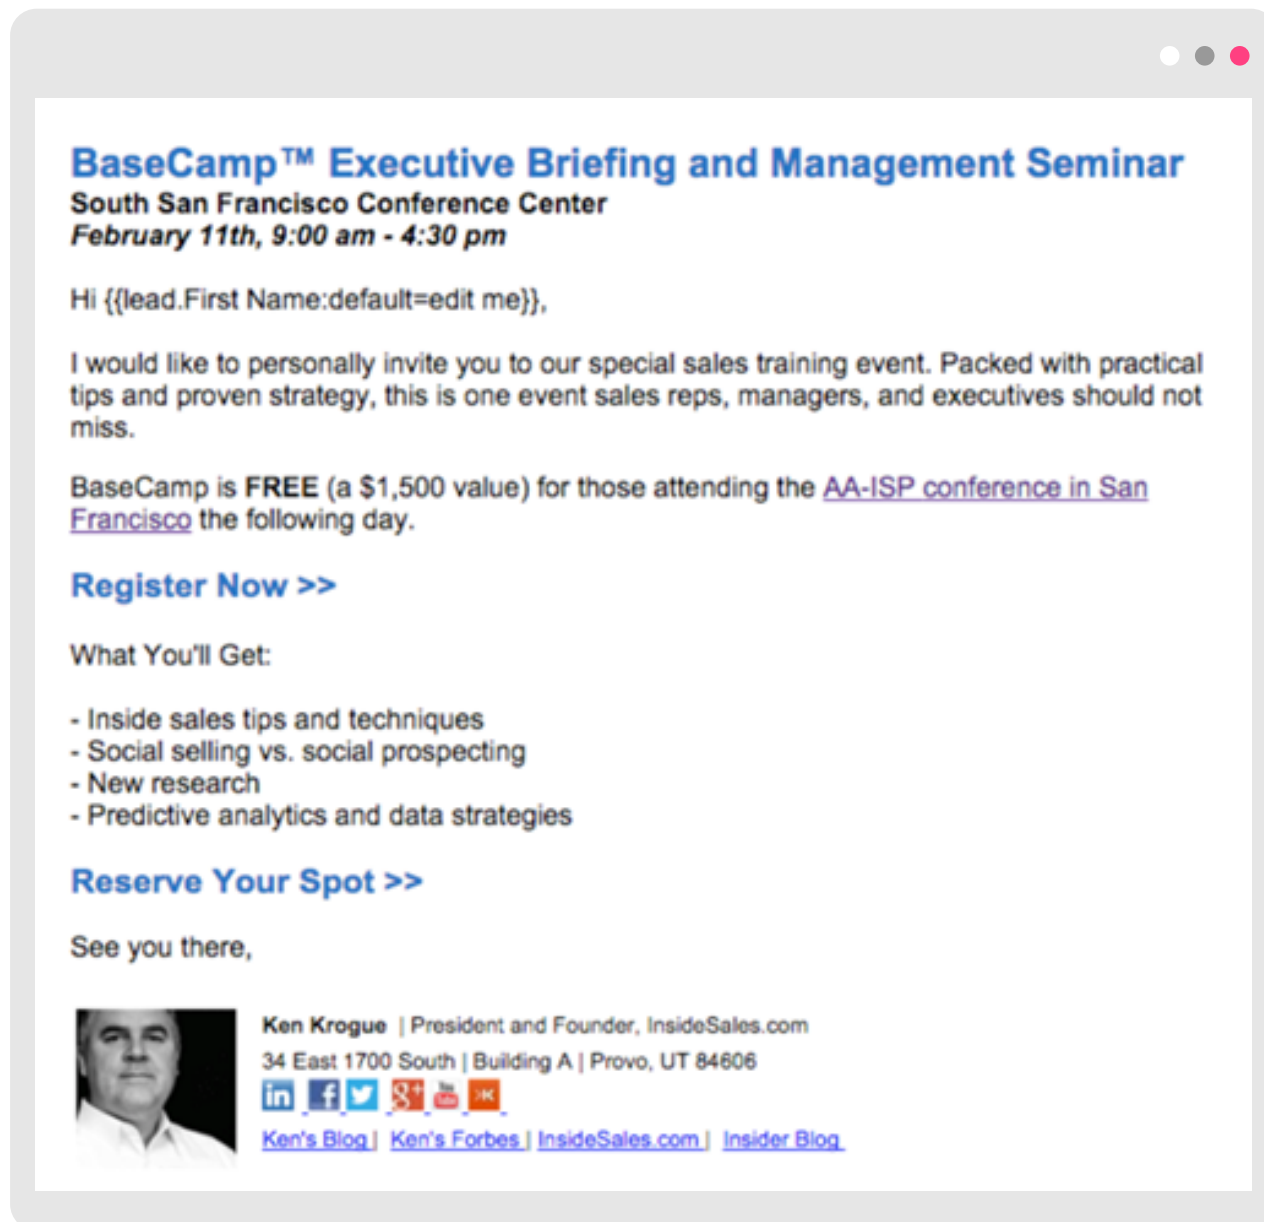 BaseCamp™ Executive Briefing and Management Seminar
South San Francisco Conference Center
February 11th, 9:00 am - 4:30 pm
Hi {{lead.First Name:default=edit me}},
I would like to personally invite you to our special sales training event. Packed with practical
tips and proven strategy, this is one event sales reps, managers, and executives should not
miss.
BaseCamp is FREE (a $1,500 value) for those attending the AA-ISP conference in San
Francisco the following day.
Register Now >>
What You'll Get:
- Inside sales tips and techniques
- Social selling vs. social prospecting
- New research
- Predictive analytics and data strategies
Reserve Your Spot >>
See you there,
Ken Krogue | President and Founder, InsideSales.com
34 East 1700 South | Building A | Provo, UT 84606
in f g+ You Tube
Ken's Blog | Ken's Forbes | InsideSales.com | Insider Blog